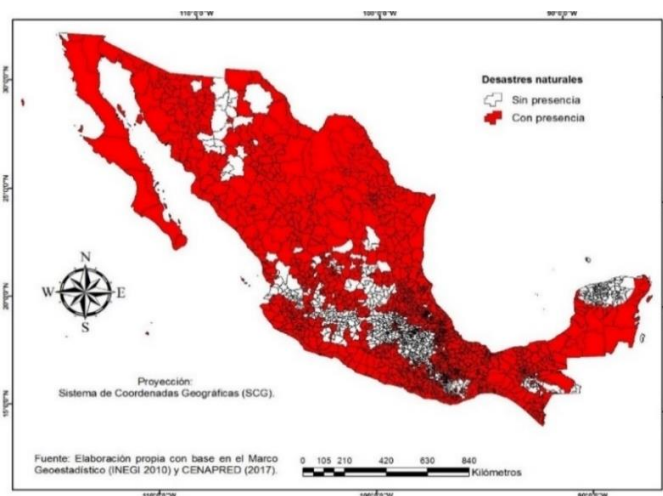 Desastres naturales
Sin presencia
Con presencia
N
W
E
S
Proyección:
Sistema de Coordenadas Geográficas (SCG).
Fuente: Elaboración propia con base en el Marco
Geoestadístico (INEGI 2010) y CENAPRED (2017).
0 105 210 420 630 840
Kilómetros